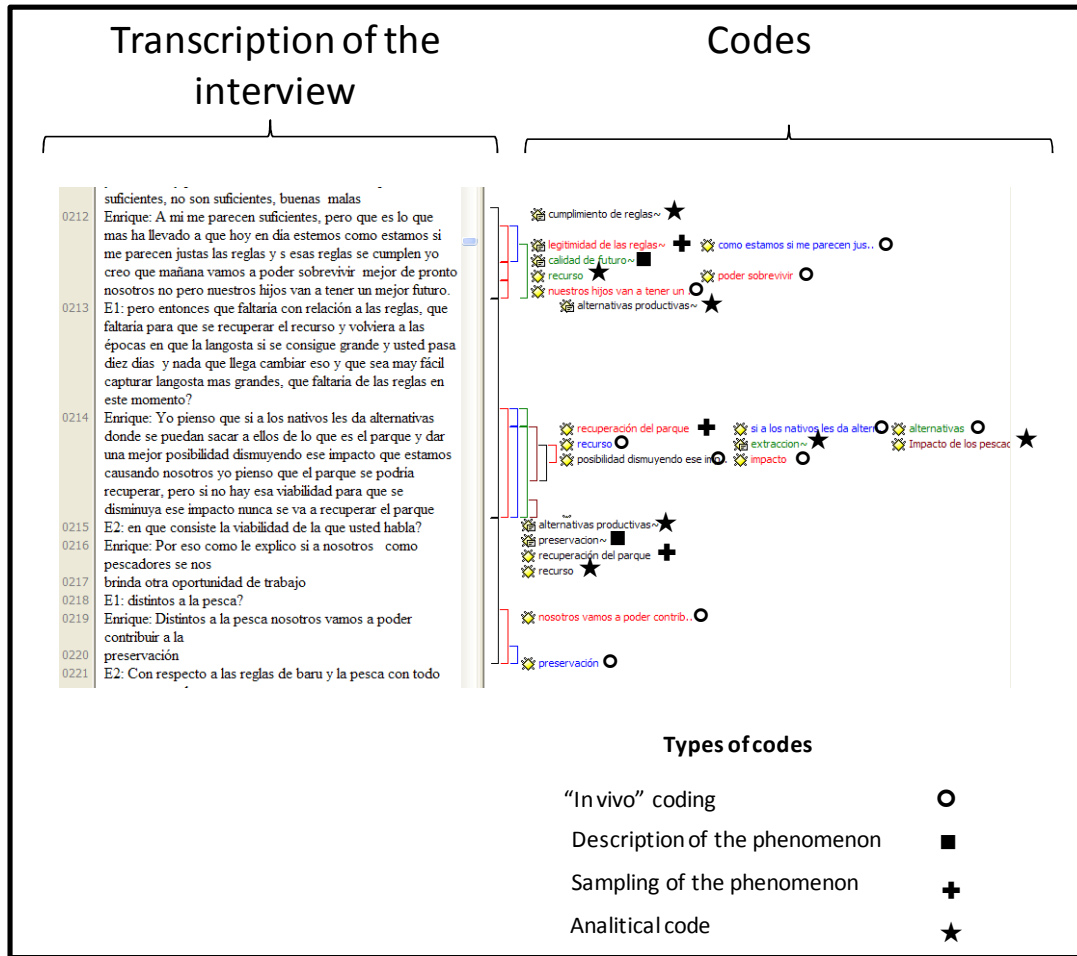 Transcription of the
interview
Codes
suficientes, no son suficientes, buenas malas
0212 Enrique: A mi me parecen suficientes, pero que es lo que
mas ha llevado a que hoy en día estemos como estamos si
me parecen justas las reglas y s esas reglas se cumplen yo
creo que mañana vamos a poder sobrevivir mejor de pronto
nosotros no pero nuestros hijos van a tener un mejor futuro.
0213 E1: pero entonces que faltaría con relación a las reglas, que
faltaría para que se recuperar el recurso y volviera a las
épocas en que la langosta si se consigue grande y usted pasa
diez días y nada que llega cambiar eso y que sea may fácil
capturar langosta mas grandes, que faltaria de las reglas en
este momento?
0214 Enrique: Yo pienso que si a los nativos les da alternativas
donde se puedan sacar a ellos de lo que es el parque y dar
una mejor posibilidad dismuyendo ese impacto que estamos
causando nosotros yo pienso que el parque se podría
recuperar, pero si no hay esa viabilidad para que se
disminuya ese impacto nunca se va a recuperar el parque
0215 E2: en que consiste la viabilidad de la que usted habla?
0216 Enrique: Por eso como le explico si a nosotros como
pescadores se nos
0217 brinda otra oportunidad de trabajo
0218 E1: distintos a la pesca?
0219 Enrique: Distintos a la pesca nosotros vamos a poder
contribuir a la
0220 preservación
0221 E2: Con respecto a las reglas de baru y la pesca con todo
cumplimiento de reglas~
legitimidad de las reglas~ como estamos si me parecen jus..
calidad de futuro~
recurso poder sobrevivir
nuestros hijos van a tener un
alternativas productivas~
recuperación del parque si a los nativos les da altern alternativas
recurso extraccion~ Impacto de los pescac
posibilidad dismuyendo ese imp.. impacto
alternativas productivas~
preservacion~
recuperación del parque
recurso
nosotros vamos a poder contrib..
preservación
Types of codes
“In vivo” coding
Description of the phenomenon
Sampling of the phenomenon
Analitical code